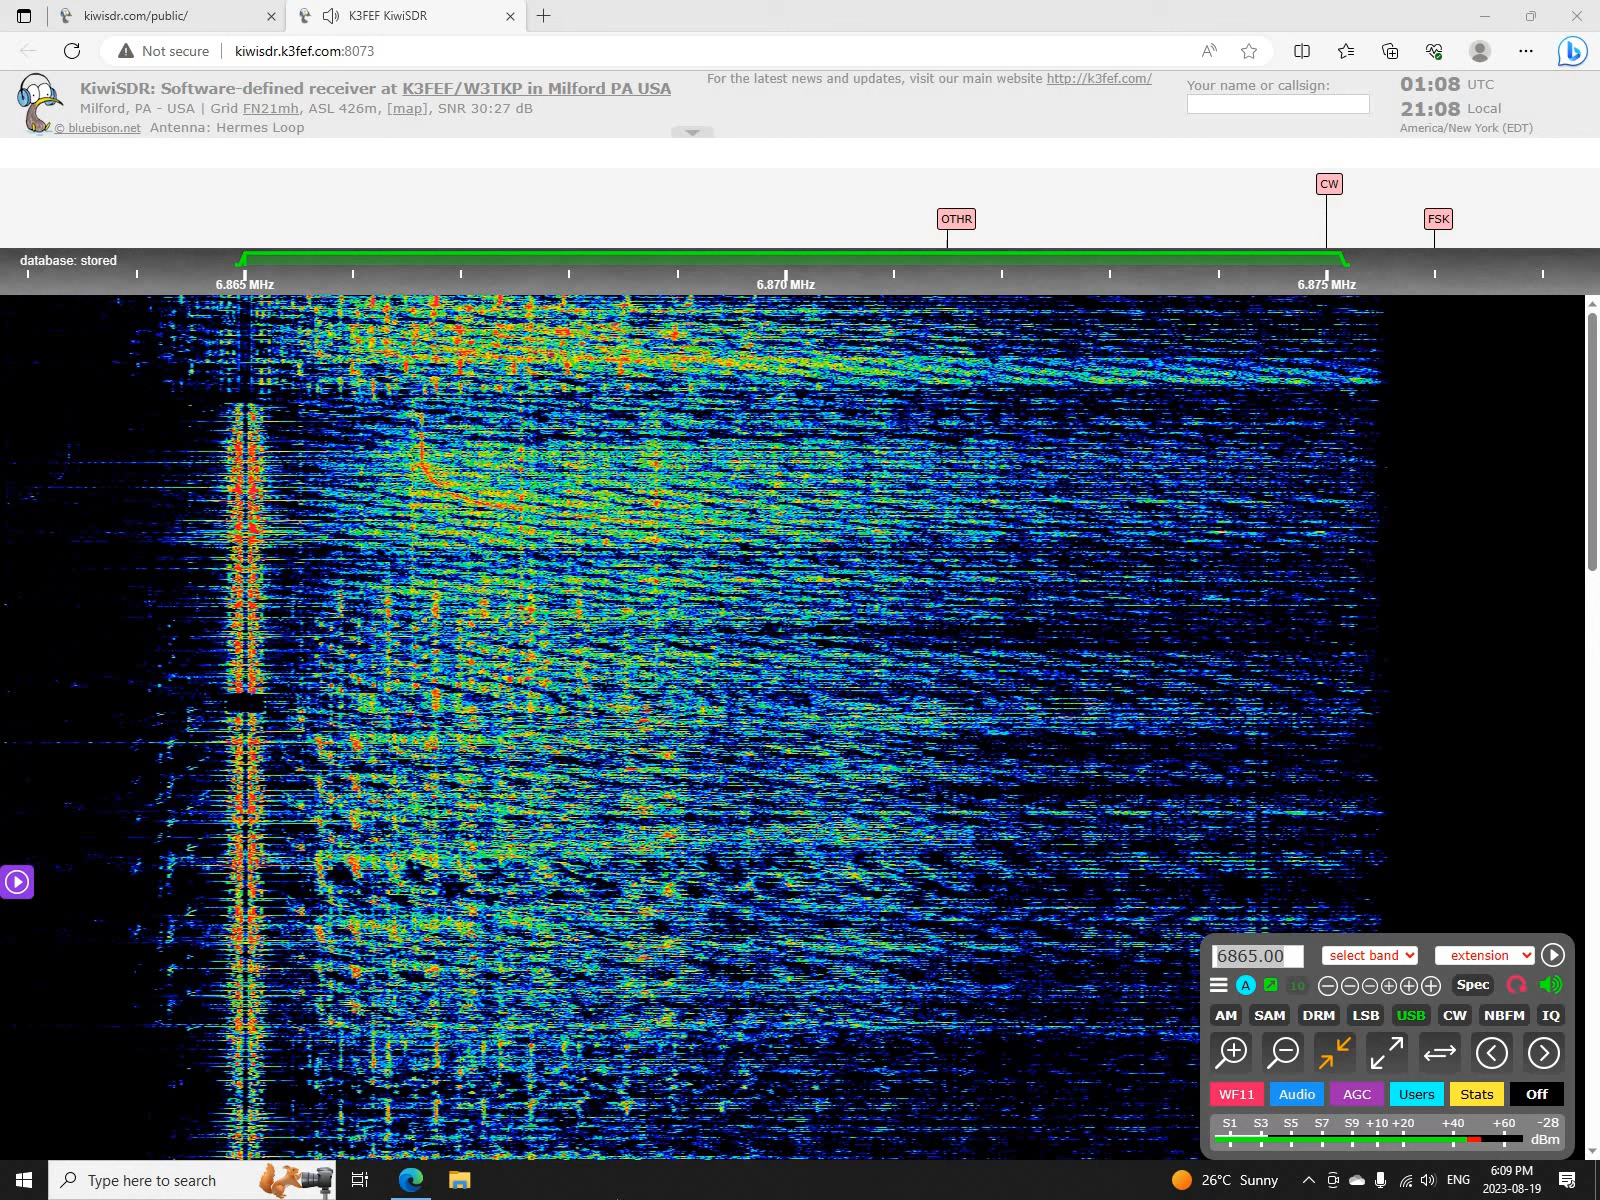 kiwisdr.com/public/
K3FEF KiwiSDR
Not secure
kiwisdr.k3fef.com:8073
KiwiSDR: Software-defined receiver at K3FEF/W3TKP in Milford PA USA
Milford, PA - USA | Grid FN21mh, ASL 426m, [map], SNR 30:27 dB
© bluebison.net Antenna: Hermes Loop
For the latest news and updates, visit our main website http://k3fef.com/
Your name or callsign:
01:08 UTC
21:08 Local
America/New York (EDT)
CW
OTHR
FSK
database: stored
6.865 MHz
6.870 MHz
6.875 MHz
6865.00
select band
extension
A
10
Spec
AM SAM DRM LSB USB CW NBFM IQ
WF11 Audio AGC Users Stats Off
S1 S3 S5 S7 S9 +10 +20 +40 +60 -28
dBm
Type here to search
26°C Sunny
ENG
6:09 PM
2023-08-19